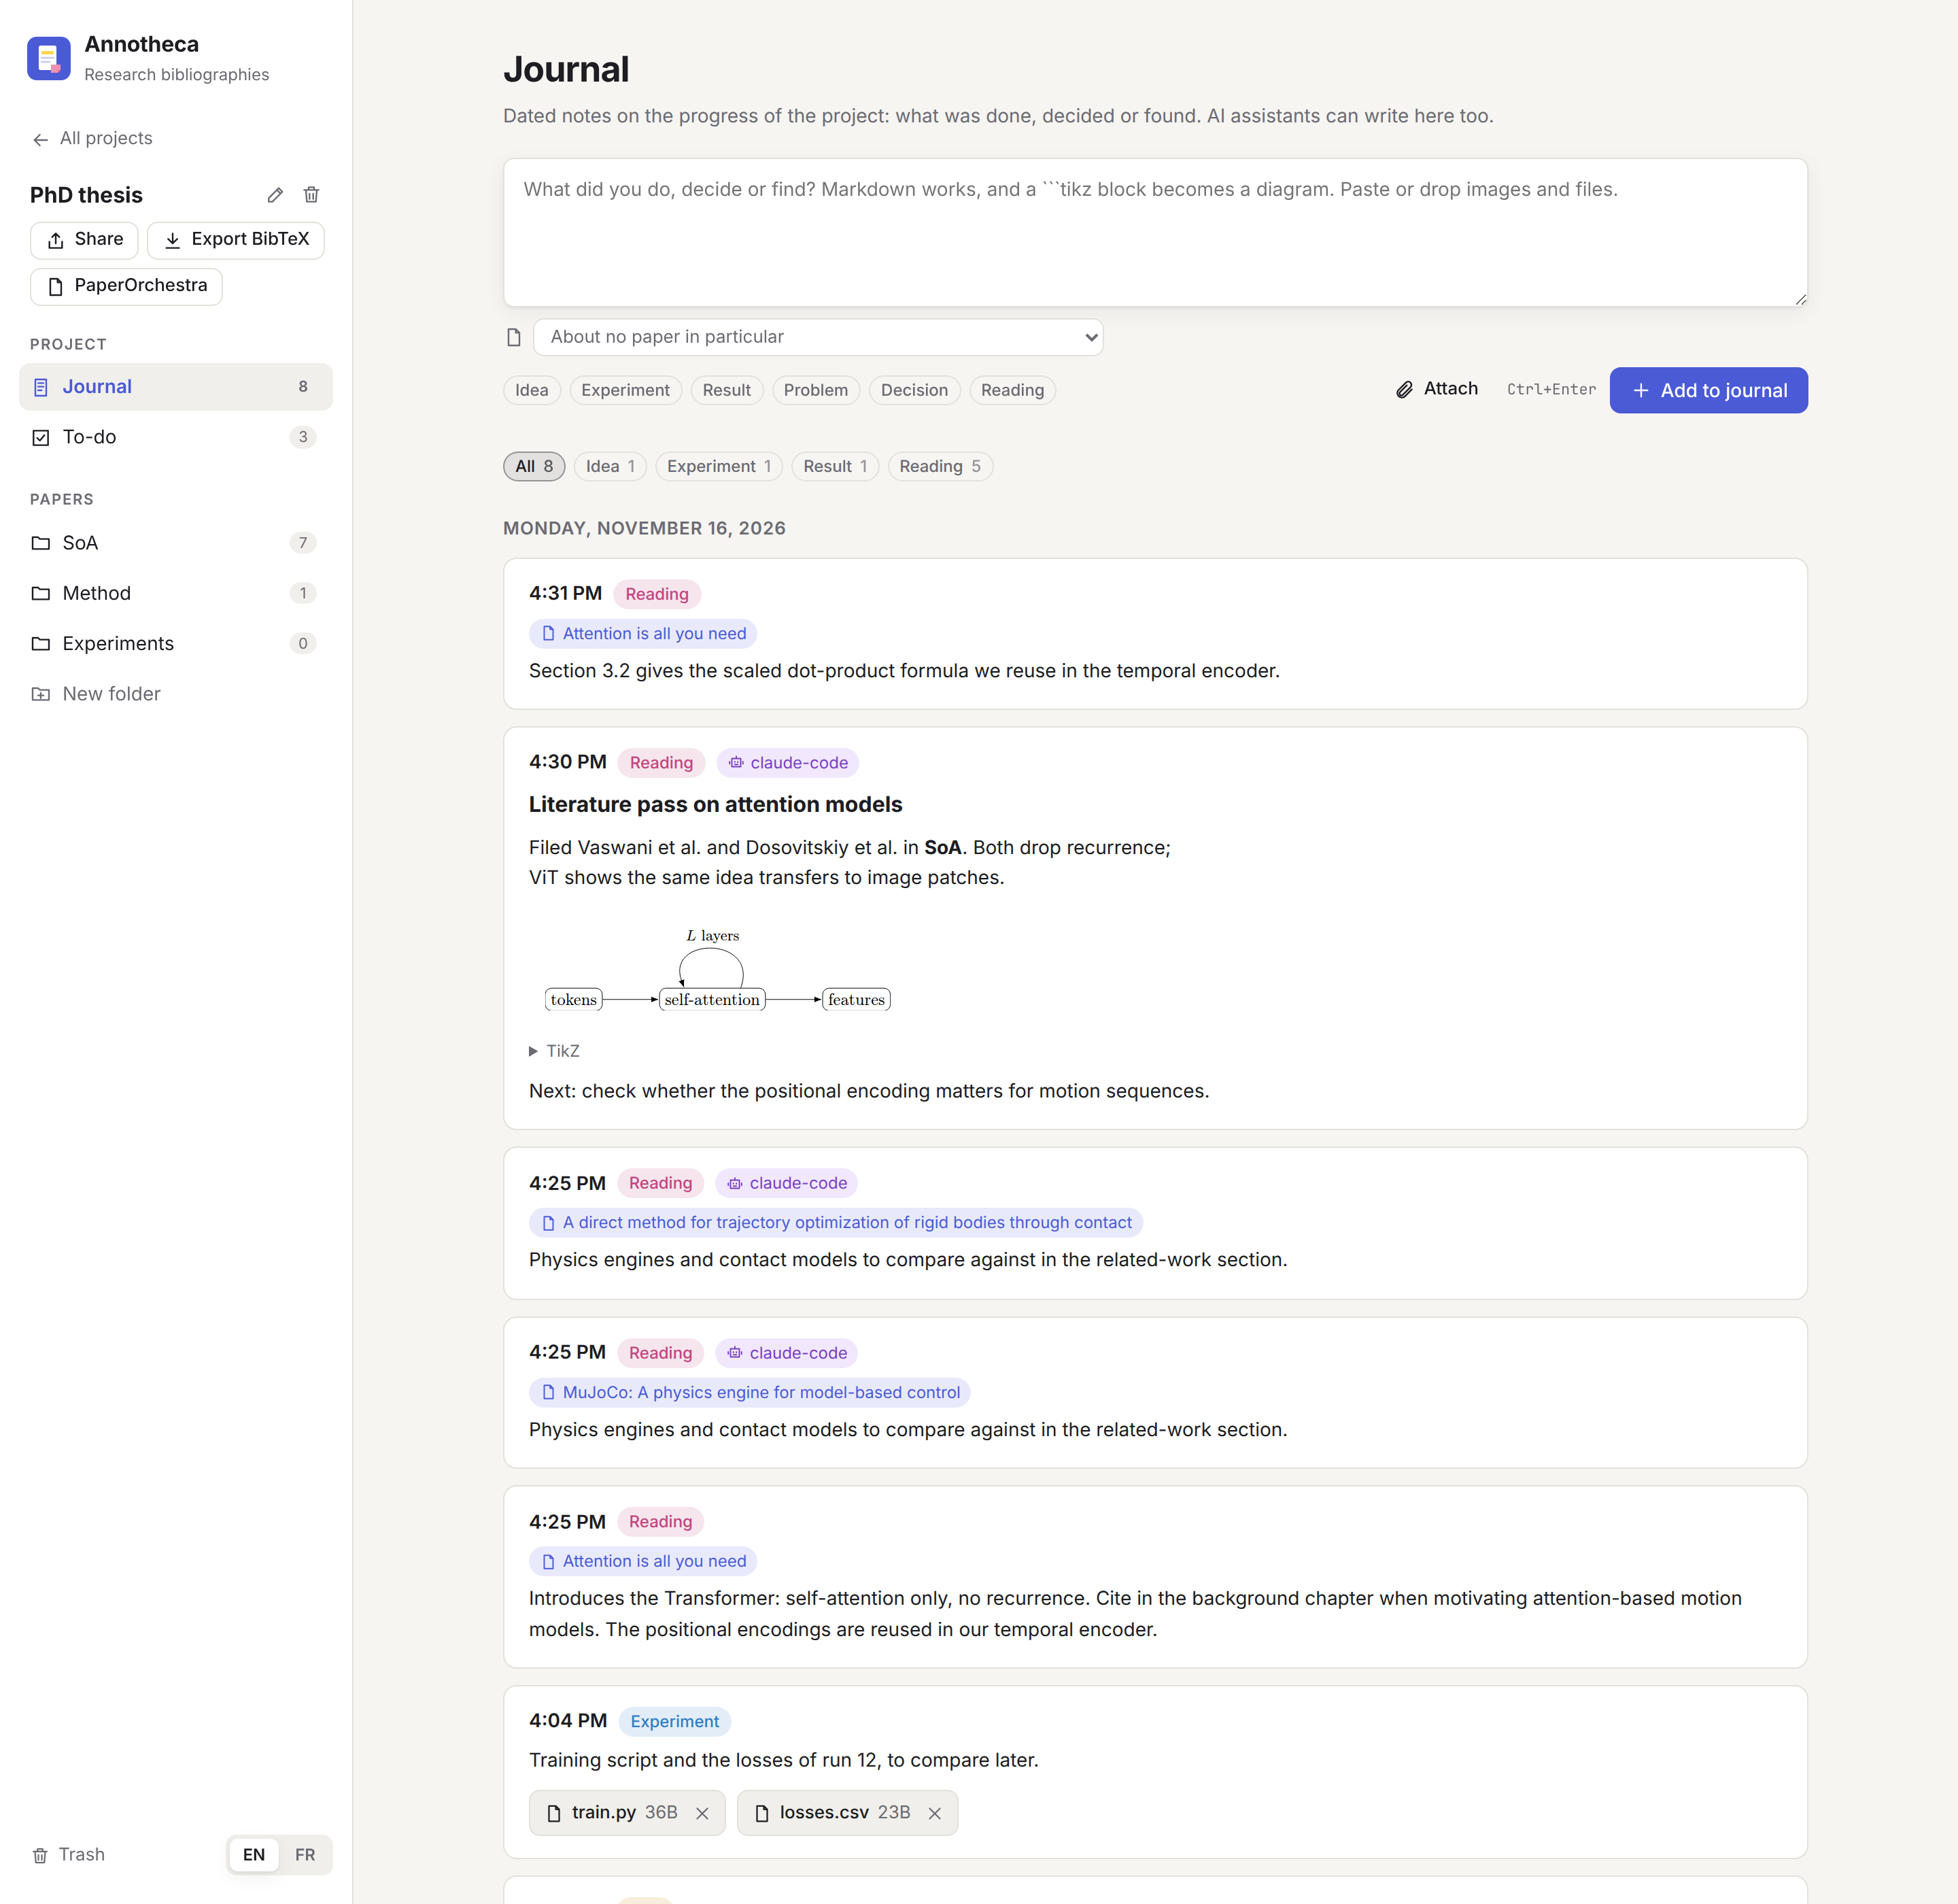 Annotheca
Research bibliographies
All projects
PhD thesis
Share
Export BibTeX
PaperOrchestra
PROJECT
Journal 8
To-do 3
PAPERS
SoA 7
Method 1
Experiments 0
New folder
Trash
EN FR
Journal
Dated notes on the progress of the project: what was done, decided or found. AI assistants can write here too.
What did you do, decide or find? Markdown works, and a ```tikz block becomes a diagram. Paste or drop images and files.
About no paper in particular
Idea Experiment Result Problem Decision Reading
Attach Ctrl+Enter + Add to journal
All 8 Idea 1 Experiment 1 Result 1 Reading 5
MONDAY, NOVEMBER 16, 2026
4:31 PM Reading
Attention is all you need
Section 3.2 gives the scaled dot-product formula we reuse in the temporal encoder.
4:30 PM Reading claude-code
Literature pass on attention models
Filed Vaswani et al. and Dosovitskiy et al. in SoA. Both drop recurrence;
ViT shows the same idea transfers to image patches.
L layers
tokens self-attention features
TikZ
Next: check whether the positional encoding matters for motion sequences.
4:25 PM Reading claude-code
A direct method for trajectory optimization of rigid bodies through contact
Physics engines and contact models to compare against in the related-work section.
4:25 PM Reading claude-code
MuJoCo: A physics engine for model-based control
Physics engines and contact models to compare against in the related-work section.
4:25 PM Reading
Attention is all you need
Introduces the Transformer: self-attention only, no recurrence. Cite in the background chapter when motivating attention-based motion
models. The positional encodings are reused in our temporal encoder.
4:04 PM Experiment
Training script and the losses of run 12, to compare later.
train.py 36B losses.csv 23B